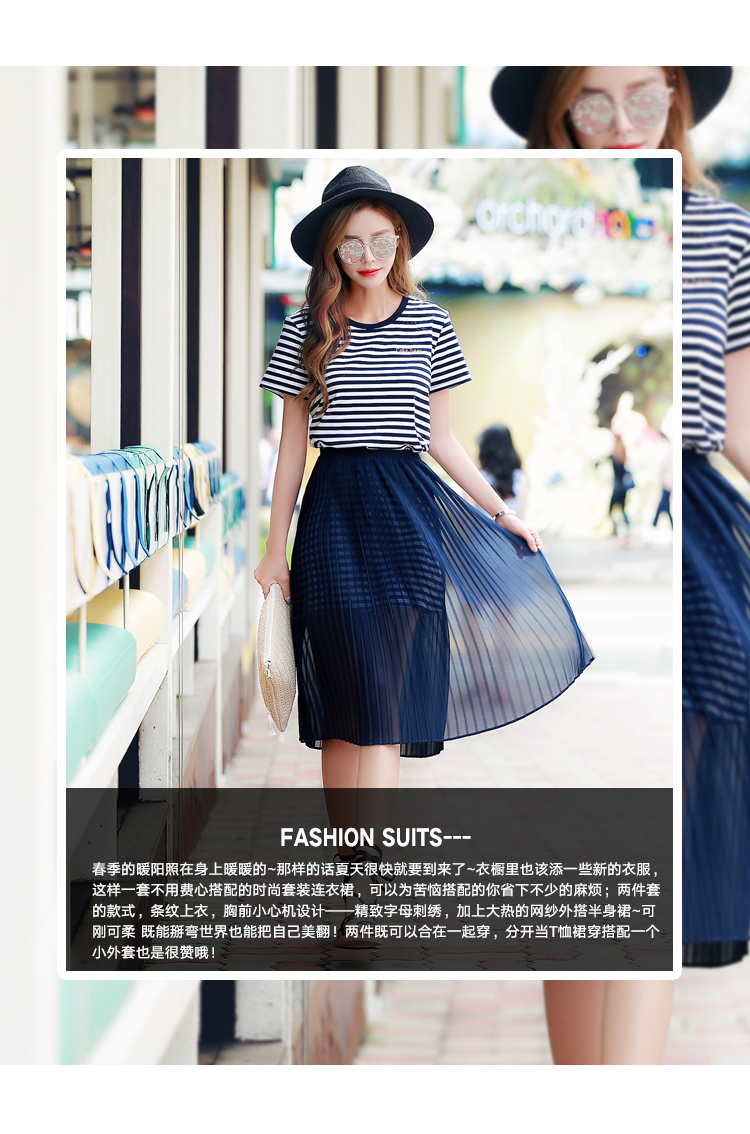 orchard
FASHION SUITS---
春季的暖阳照在身上暖暖的~那样的话夏天很快就要到来了~衣橱里也该添一些新的衣服，
这样一套不用费心搭配的时尚套装连衣裙，可以为苦恼搭配的你省下不少的麻烦；两件套
的款式，条纹上衣，胸前小心机设计——精致字母刺绣，加上大热的网纱外搭半身裙~可
刚可柔 既能掰弯世界也能把自己美翻！两件既可以合在一起穿，分开当T恤裙穿搭配一个
小外套也是很赞哦！